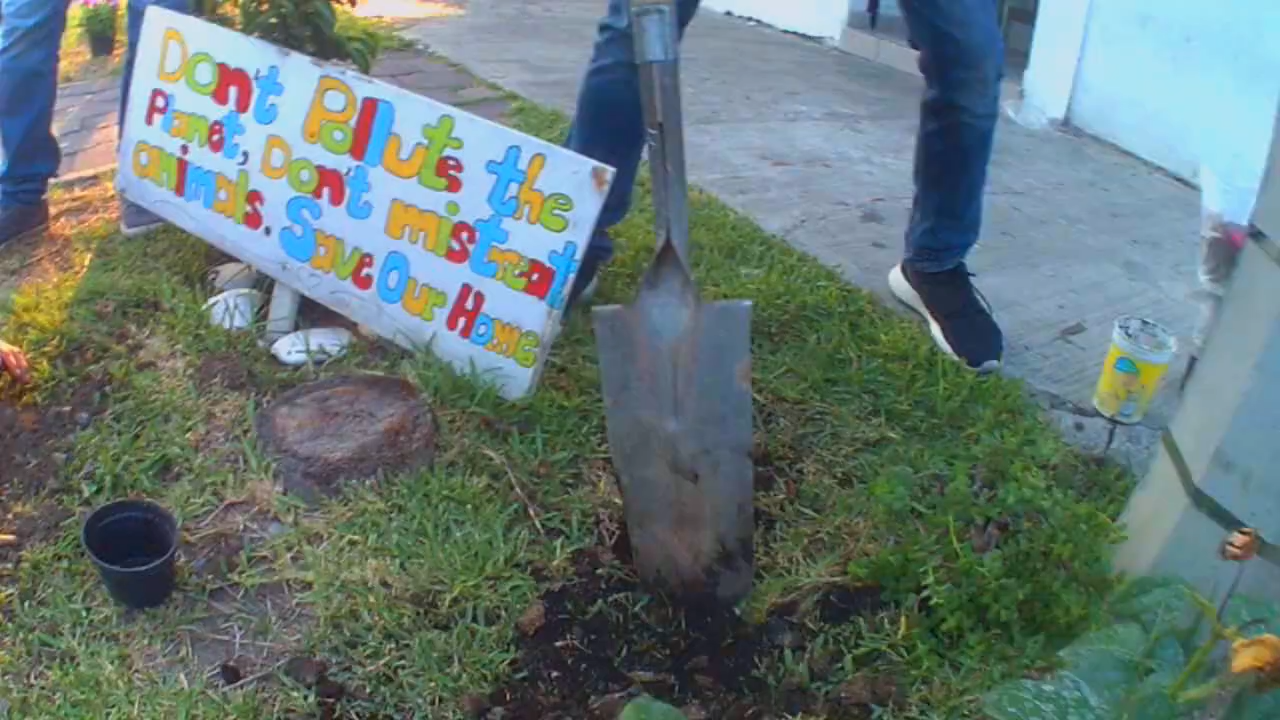 Don't Pollute the
Planet, Don't mistreat
animals. Save Our Home